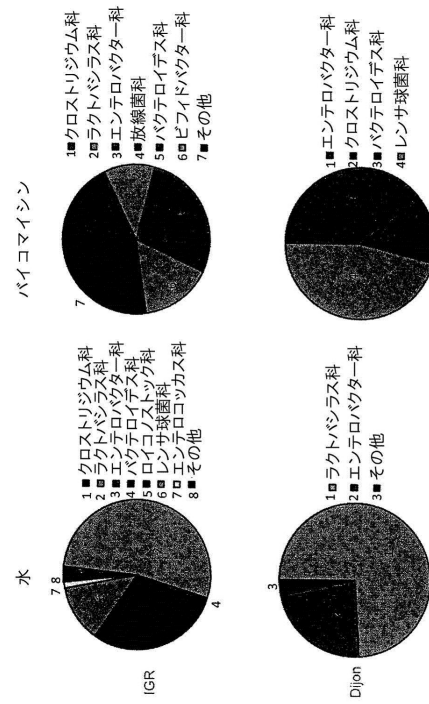 水
バイコマイシン
IGR
7 8
4
1 ■ クロストリジウム科
2 ■ ラクトバシラス科
3 ■ エンテロバクター科
4 ■ バクテロイデス科
5 ■ ロイコノストック科
6 ■ レンサ球菌科
7 □ エンテロコッカス科
8 ■ その他
7
1 ■ クロストリジウム科
2 ■ ラクトバシラス科
3 ■ エンテロバクター科
4 ■ 放線菌科
5 ■ バクテロイデス科
6 ■ ビフィドバクター科
7 ■ その他
Dijon
3
1 ■ ラクトバシラス科
2 ■ エンテロバクター科
3 ■ その他
1 ■ エンテロバクター科
2 ■ クロストリジウム科
3 ■ バクテロイデス科
4 ■ レンサ球菌科